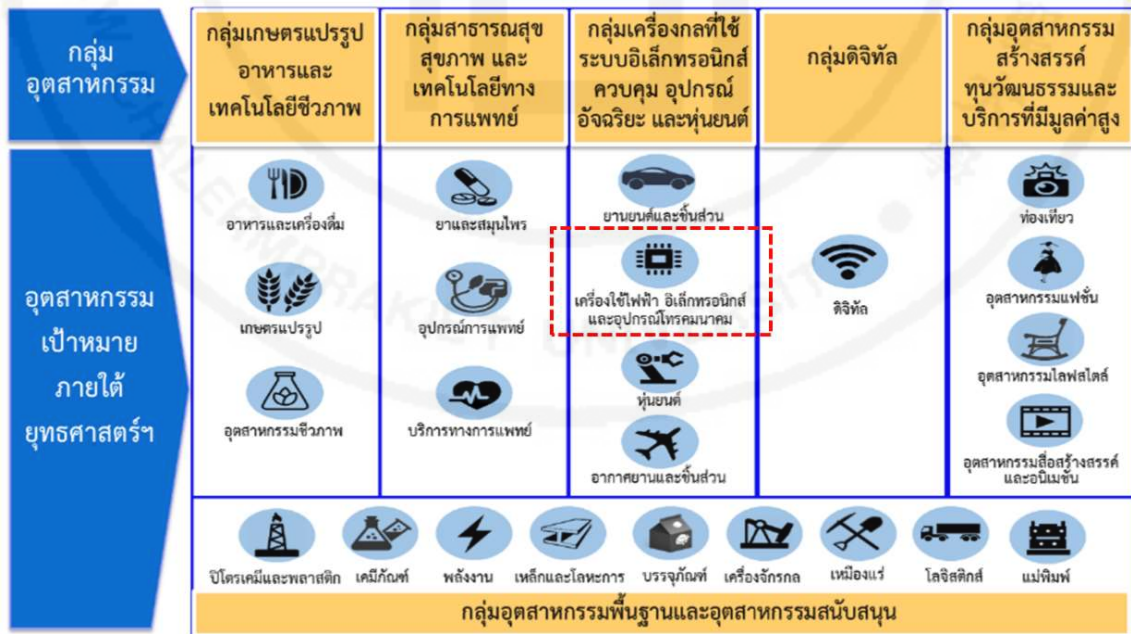 กลุ่ม
อุตสาหกรรม
กลุ่มเกษตรแปรรูป
อาหารและ
เทคโนโลยีชีวภาพ
กลุ่มสาธารณสุข
สุขภาพ และ
เทคโนโลยีทาง
การแพทย์
กลุ่มเครื่องกลที่ใช้
ระบบอิเล็กทรอนิกส์
ควบคุม อุปกรณ์
อัจฉริยะ และหุ่นยนต์
กลุ่มดิจิทัล
กลุ่มอุตสาหกรรม
สร้างสรรค์
ทุนวัฒนธรรมและ
บริการที่มีมูลค่าสูง
อุตสาหกรรม
เป้าหมาย
ภายใต้
ยุทธศาสตร์ฯ
อาหารและเครื่องดื่ม
เกษตรแปรรูป
อุตสาหกรรมชีวภาพ
ยาและสมุนไพร
อุปกรณ์การแพทย์
บริการทางการแพทย์
ยานยนต์และชิ้นส่วน
เครื่องใช้ไฟฟ้า อิเล็กทรอนิกส์
และอุปกรณ์โทรคมนาคม
หุ่นยนต์
อากาศยานและชิ้นส่วน
ดิจิทัล
ท่องเที่ยว
อุตสาหกรรมแฟชั่น
อุตสาหกรรมไลฟสไตล์
อุตสาหกรรมสื่อสร้างสรรค์
และอนิเมชั่น
ปิโตรเคมีและพลาสติก
เคมีภัณฑ์
พลังงาน
เหล็กและโลหะการ
บรรจุภัณฑ์
เครื่องจักรกล
เหมืองแร่
โลจิสติกส์
แม่พิมพ์
กลุ่มอุตสาหกรรมพื้นฐานและอุตสาหกรรมสนับสนุน